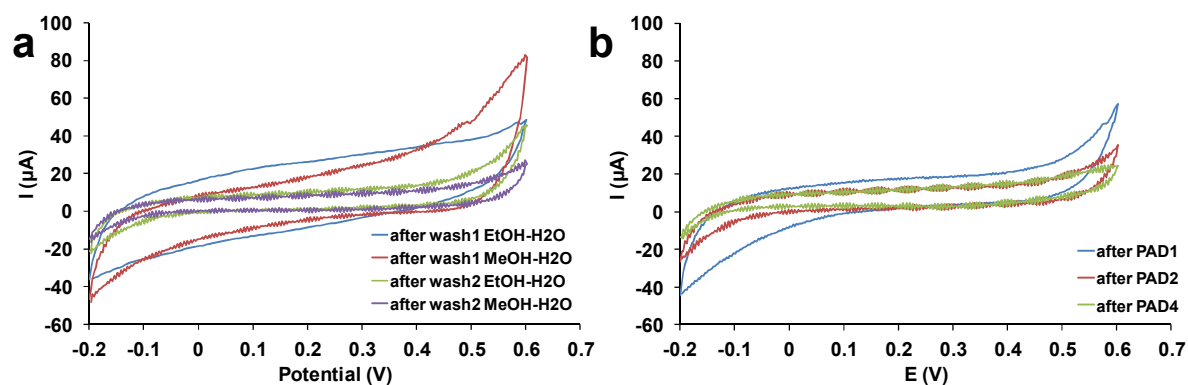 a
I (µA)
100
80
60
40
20
0
-20
-40
-60
-0.2 -0.1 0 0.1 0.2 0.3 0.4 0.5 0.6 0.7
Potential (V)
after wash1 EtOH-H2O
after wash1 MeOH-H2O
after wash2 EtOH-H2O
after wash2 MeOH-H2O
b
I (µA)
100
80
60
40
20
0
-20
-40
-60
-0.2 -0.1 0 0.1 0.2 0.3 0.4 0.5 0.6 0.7
E (V)
after PAD1
after PAD2
after PAD4